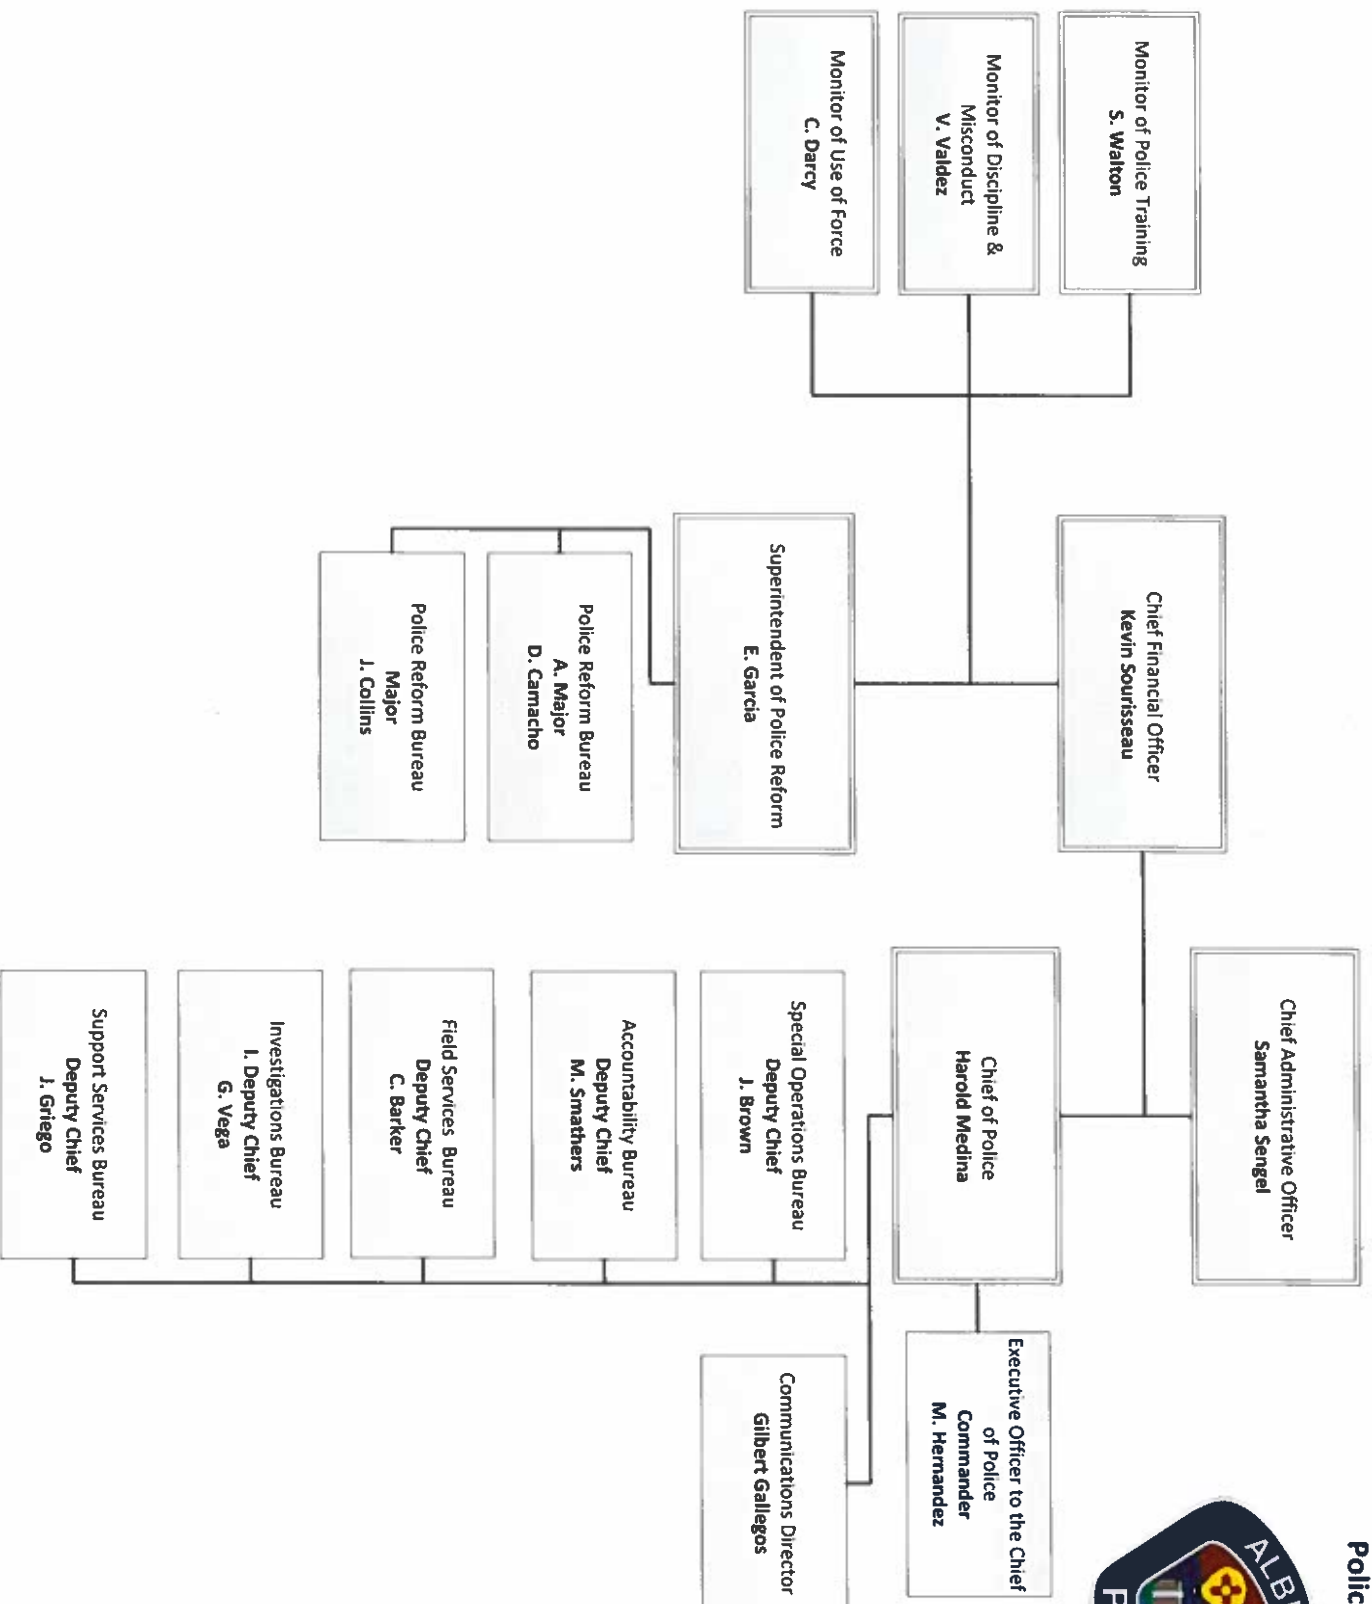 Polic
ALB
P
Chief Administrative Officer
Samantha Sengel
Chief Financial Officer
Kevin Sourisseau
Chief of Police
Harold Medina
Executive Officer to the Chief
of Police
Commander
M. Hernandez
Monitor of Police Training
S. Walton
Monitor of Discipline &
Misconduct
V. Valdez
Monitor of Use of Force
C. Darcy
Superintendent of Police Reform
E. Garcia
Police Reform Bureau
A. Major
D. Camacho
Police Reform Bureau
Major
J. Collins
Special Operations Bureau
Deputy Chief
J. Brown
Communications Director
Gilbert Gallegos
Accountability Bureau
Deputy Chief
M. Smathers
Field Services Bureau
Deputy Chief
C. Barker
Investigations Bureau
I. Deputy Chief
G. Vega
Support Services Bureau
Deputy Chief
J. Griego